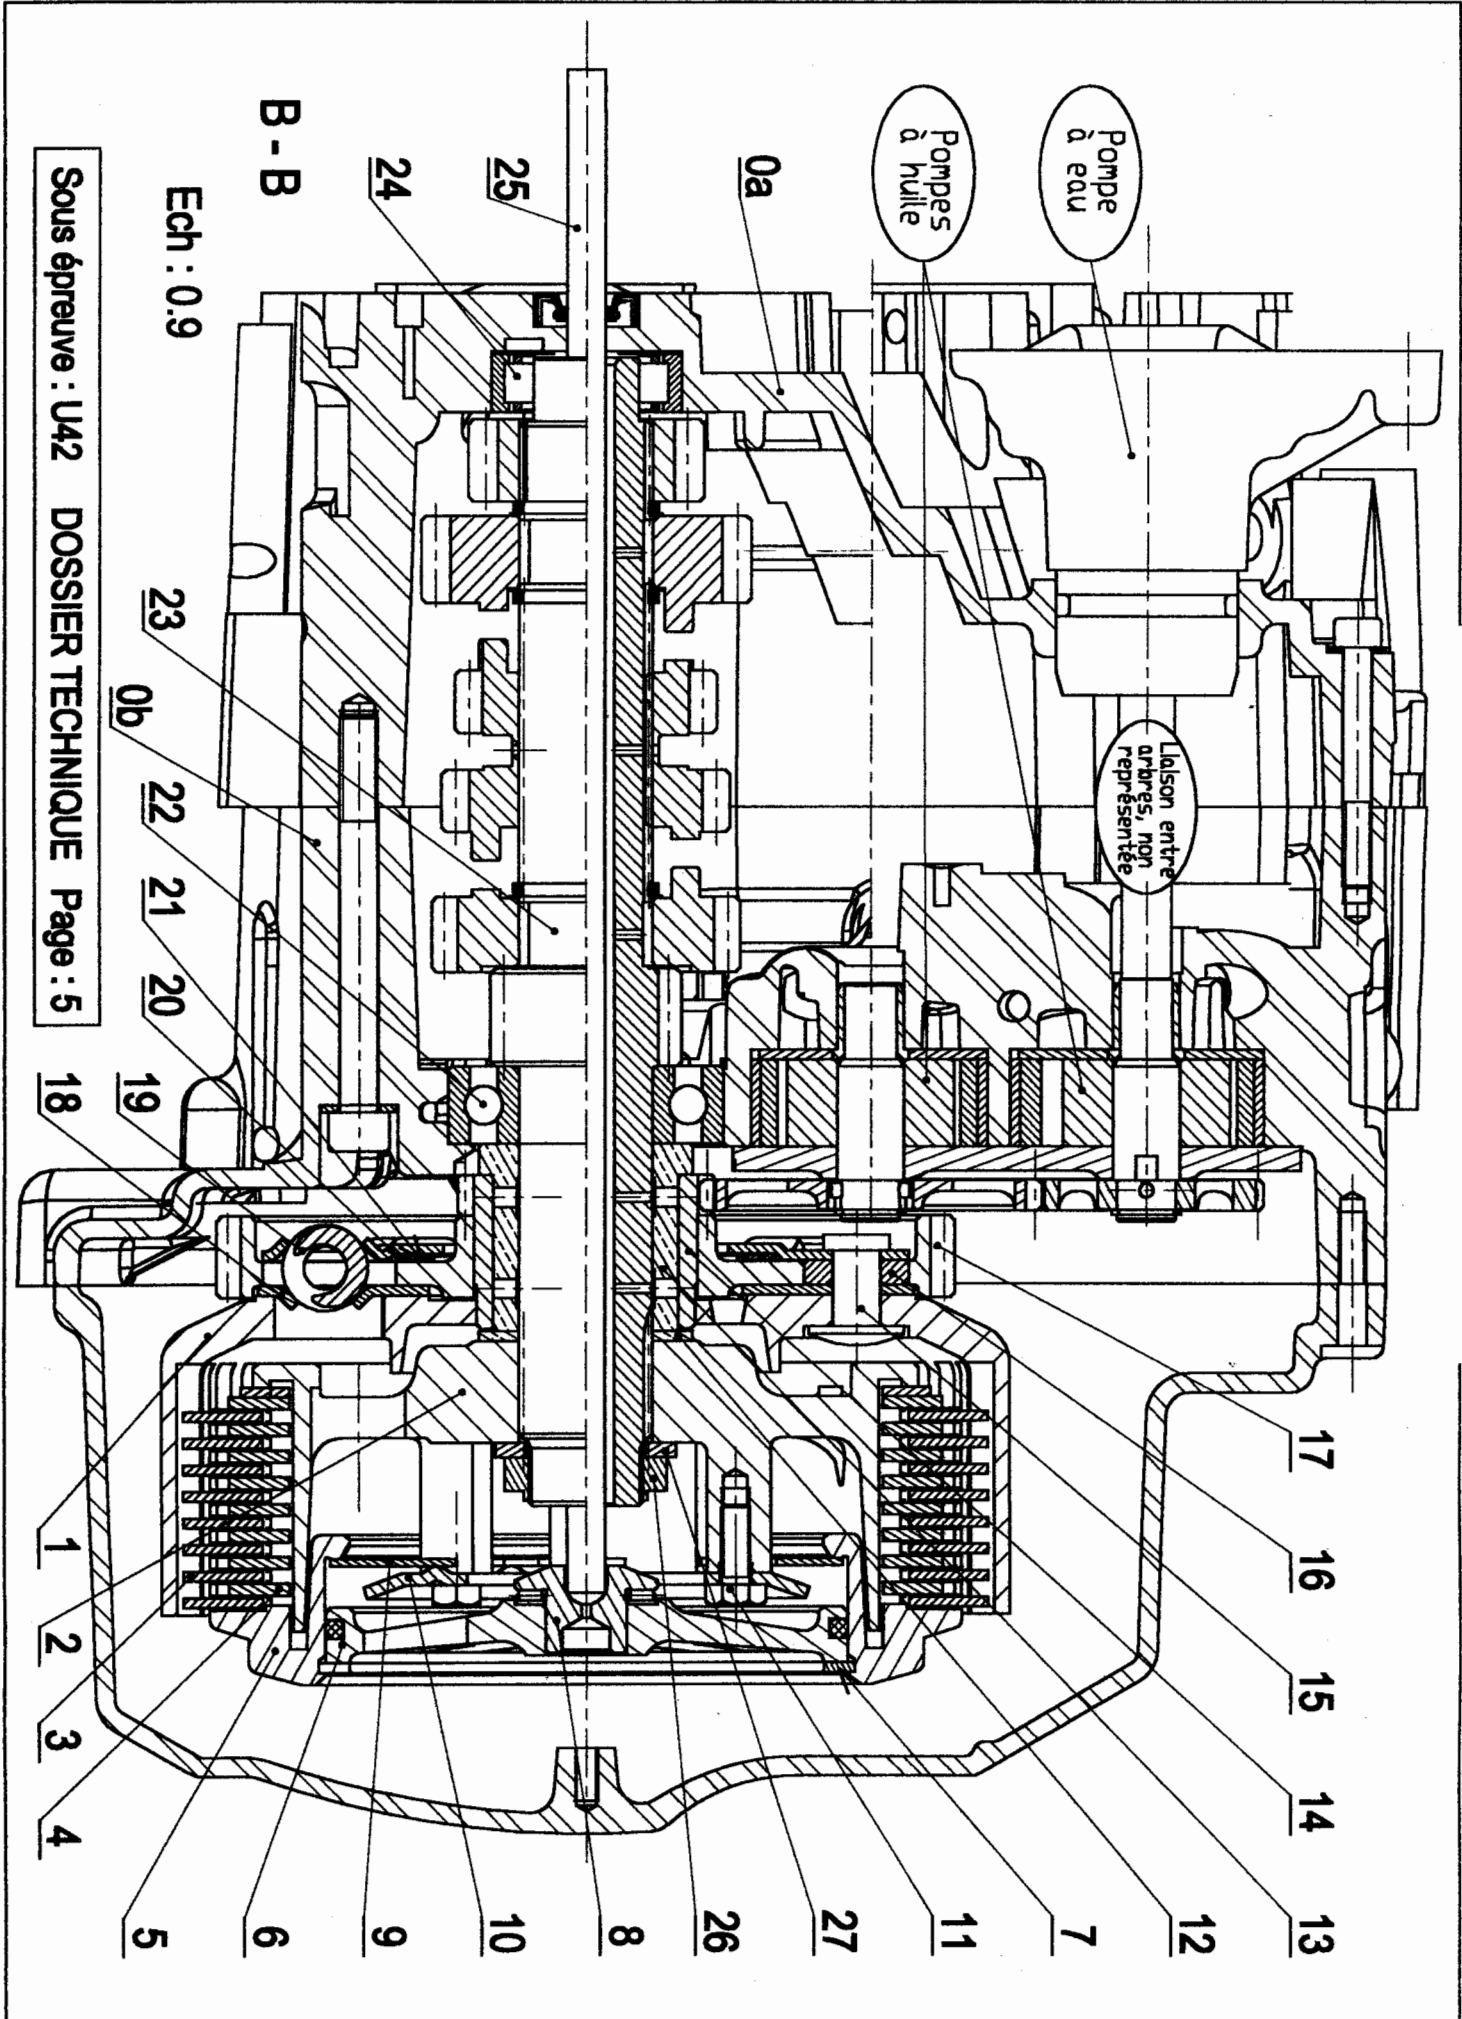 Pompe
à eau
Pompes
à huile
0a
25
24
B - B
Ech : 0.9
Liaison entre
arbres, non
représentée
23
0b
22
21
20
19
18
17
16
15
14
13
12
7
11
27
26
8
10
9
6
5
4
3
2
1
Sous épreuve : U42 DOSSIER TECHNIQUE Page : 5